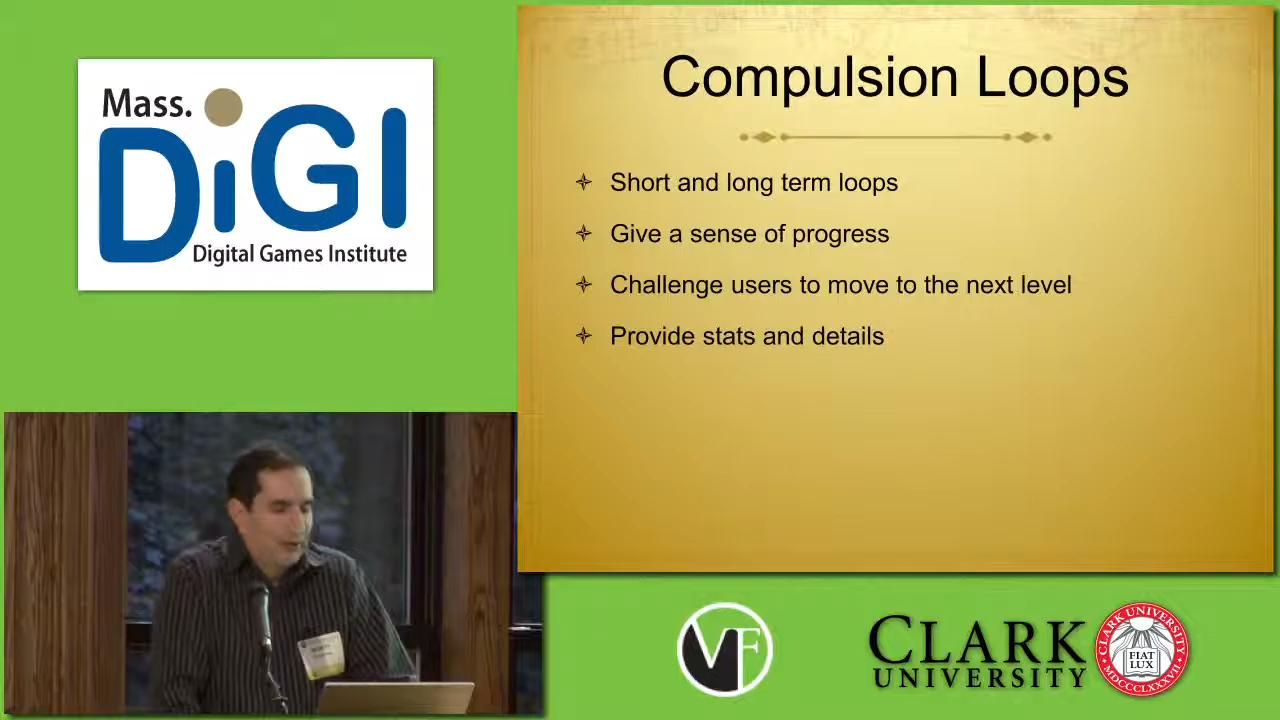 Mass.
DiGI
Digital Games Institute
Compulsion Loops
Short and long term loops
Give a sense of progress
Challenge users to move to the next level
Provide stats and details
VF
CLARK
UNIVERSITY
CLARK UNIVERSITY
FIAT
LUX
MDCCCLXXXVII